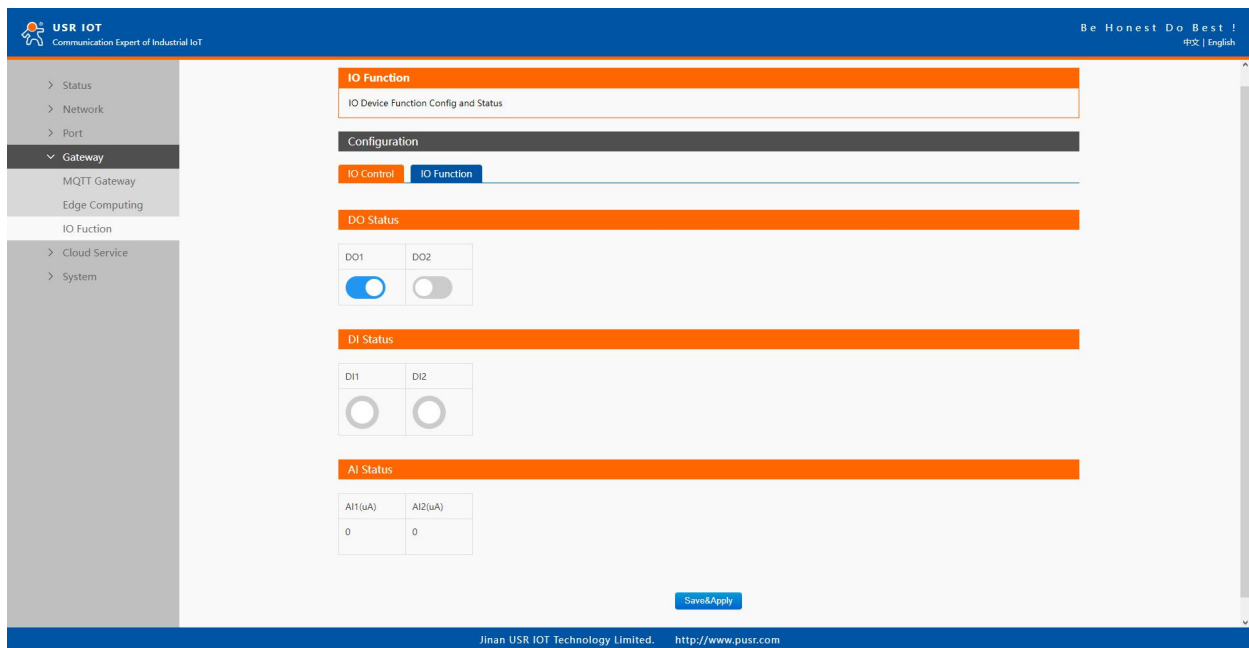 USR IOT
Communication Expert of Industrial IoT
Be Honest Do Best !
中文 | English
Status
Network
Port
Gateway
MQTT Gateway
Edge Computing
IO Fuction
Cloud Service
System
IO Function
IO Device Function Config and Status
Configuration
IO Control IO Function
DO Status
DO1 DO2
DI Status
DI1 DI2
AI Status
AI1(uA) AI2(uA)
0 0
Save&Apply
Jinan USR IOT Technology Limited. http://www.pusr.com